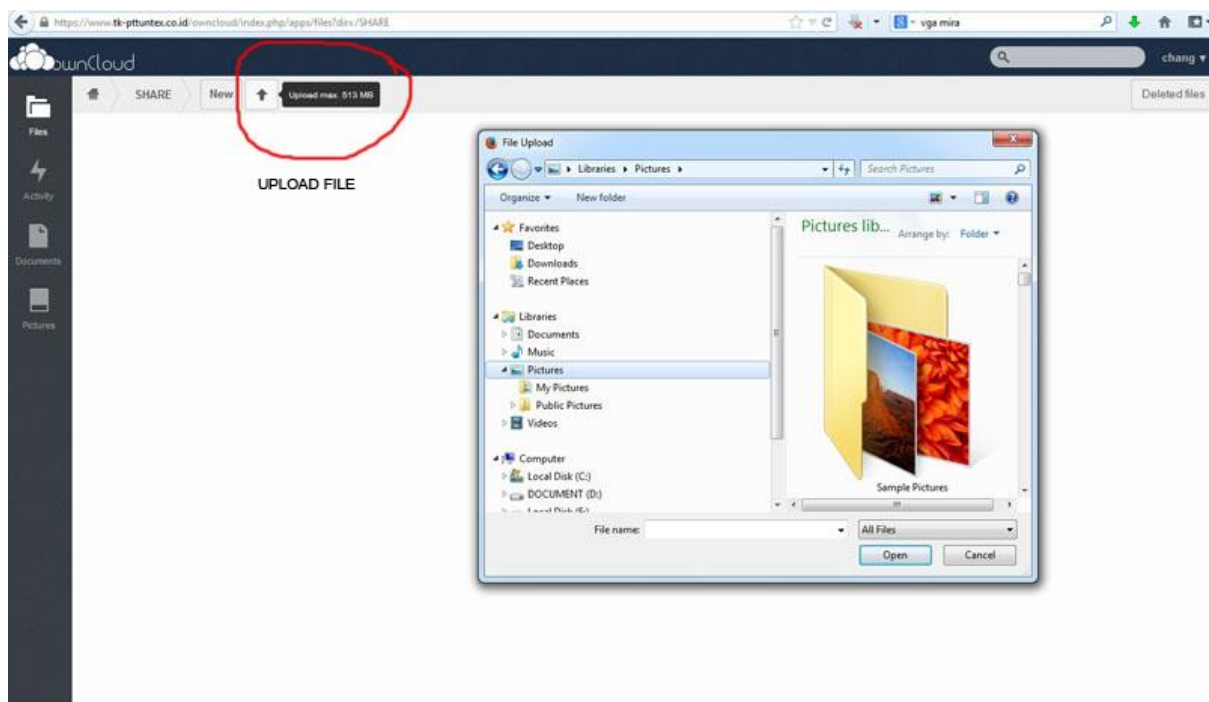 https://www.tk-pttuntex.co.id/owncloud/index.php/apps/files?dir=/SHARE
vga mira
ownCloud
chang
SHARE
New
Upload max. 513 MB
Deleted files
Files
Activity
Documents
Pictures
UPLOAD FILE
File Upload
Libraries
Pictures
Search Pictures
Organize
New folder
Favorites
Desktop
Downloads
Recent Places
Libraries
Documents
Music
Pictures
My Pictures
Public Pictures
Videos
Computer
Local Disk (C:)
DOCUMENT (D:)
Pictures lib...
Arrange by: Folder
Sample Pictures
File name:
All Files
Open
Cancel